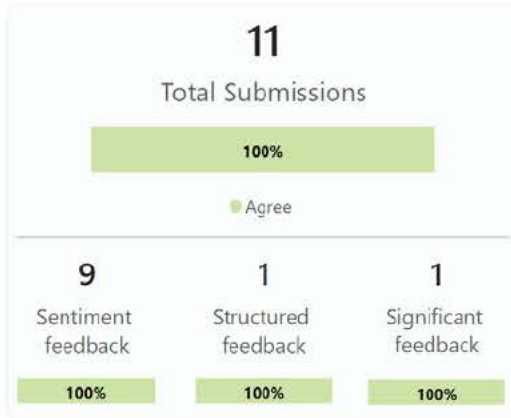 11
Total Submissions
100%
Agree
9
Sentiment
feedback
100%
1
Structured
feedback
100%
1
Significant
feedback
100%